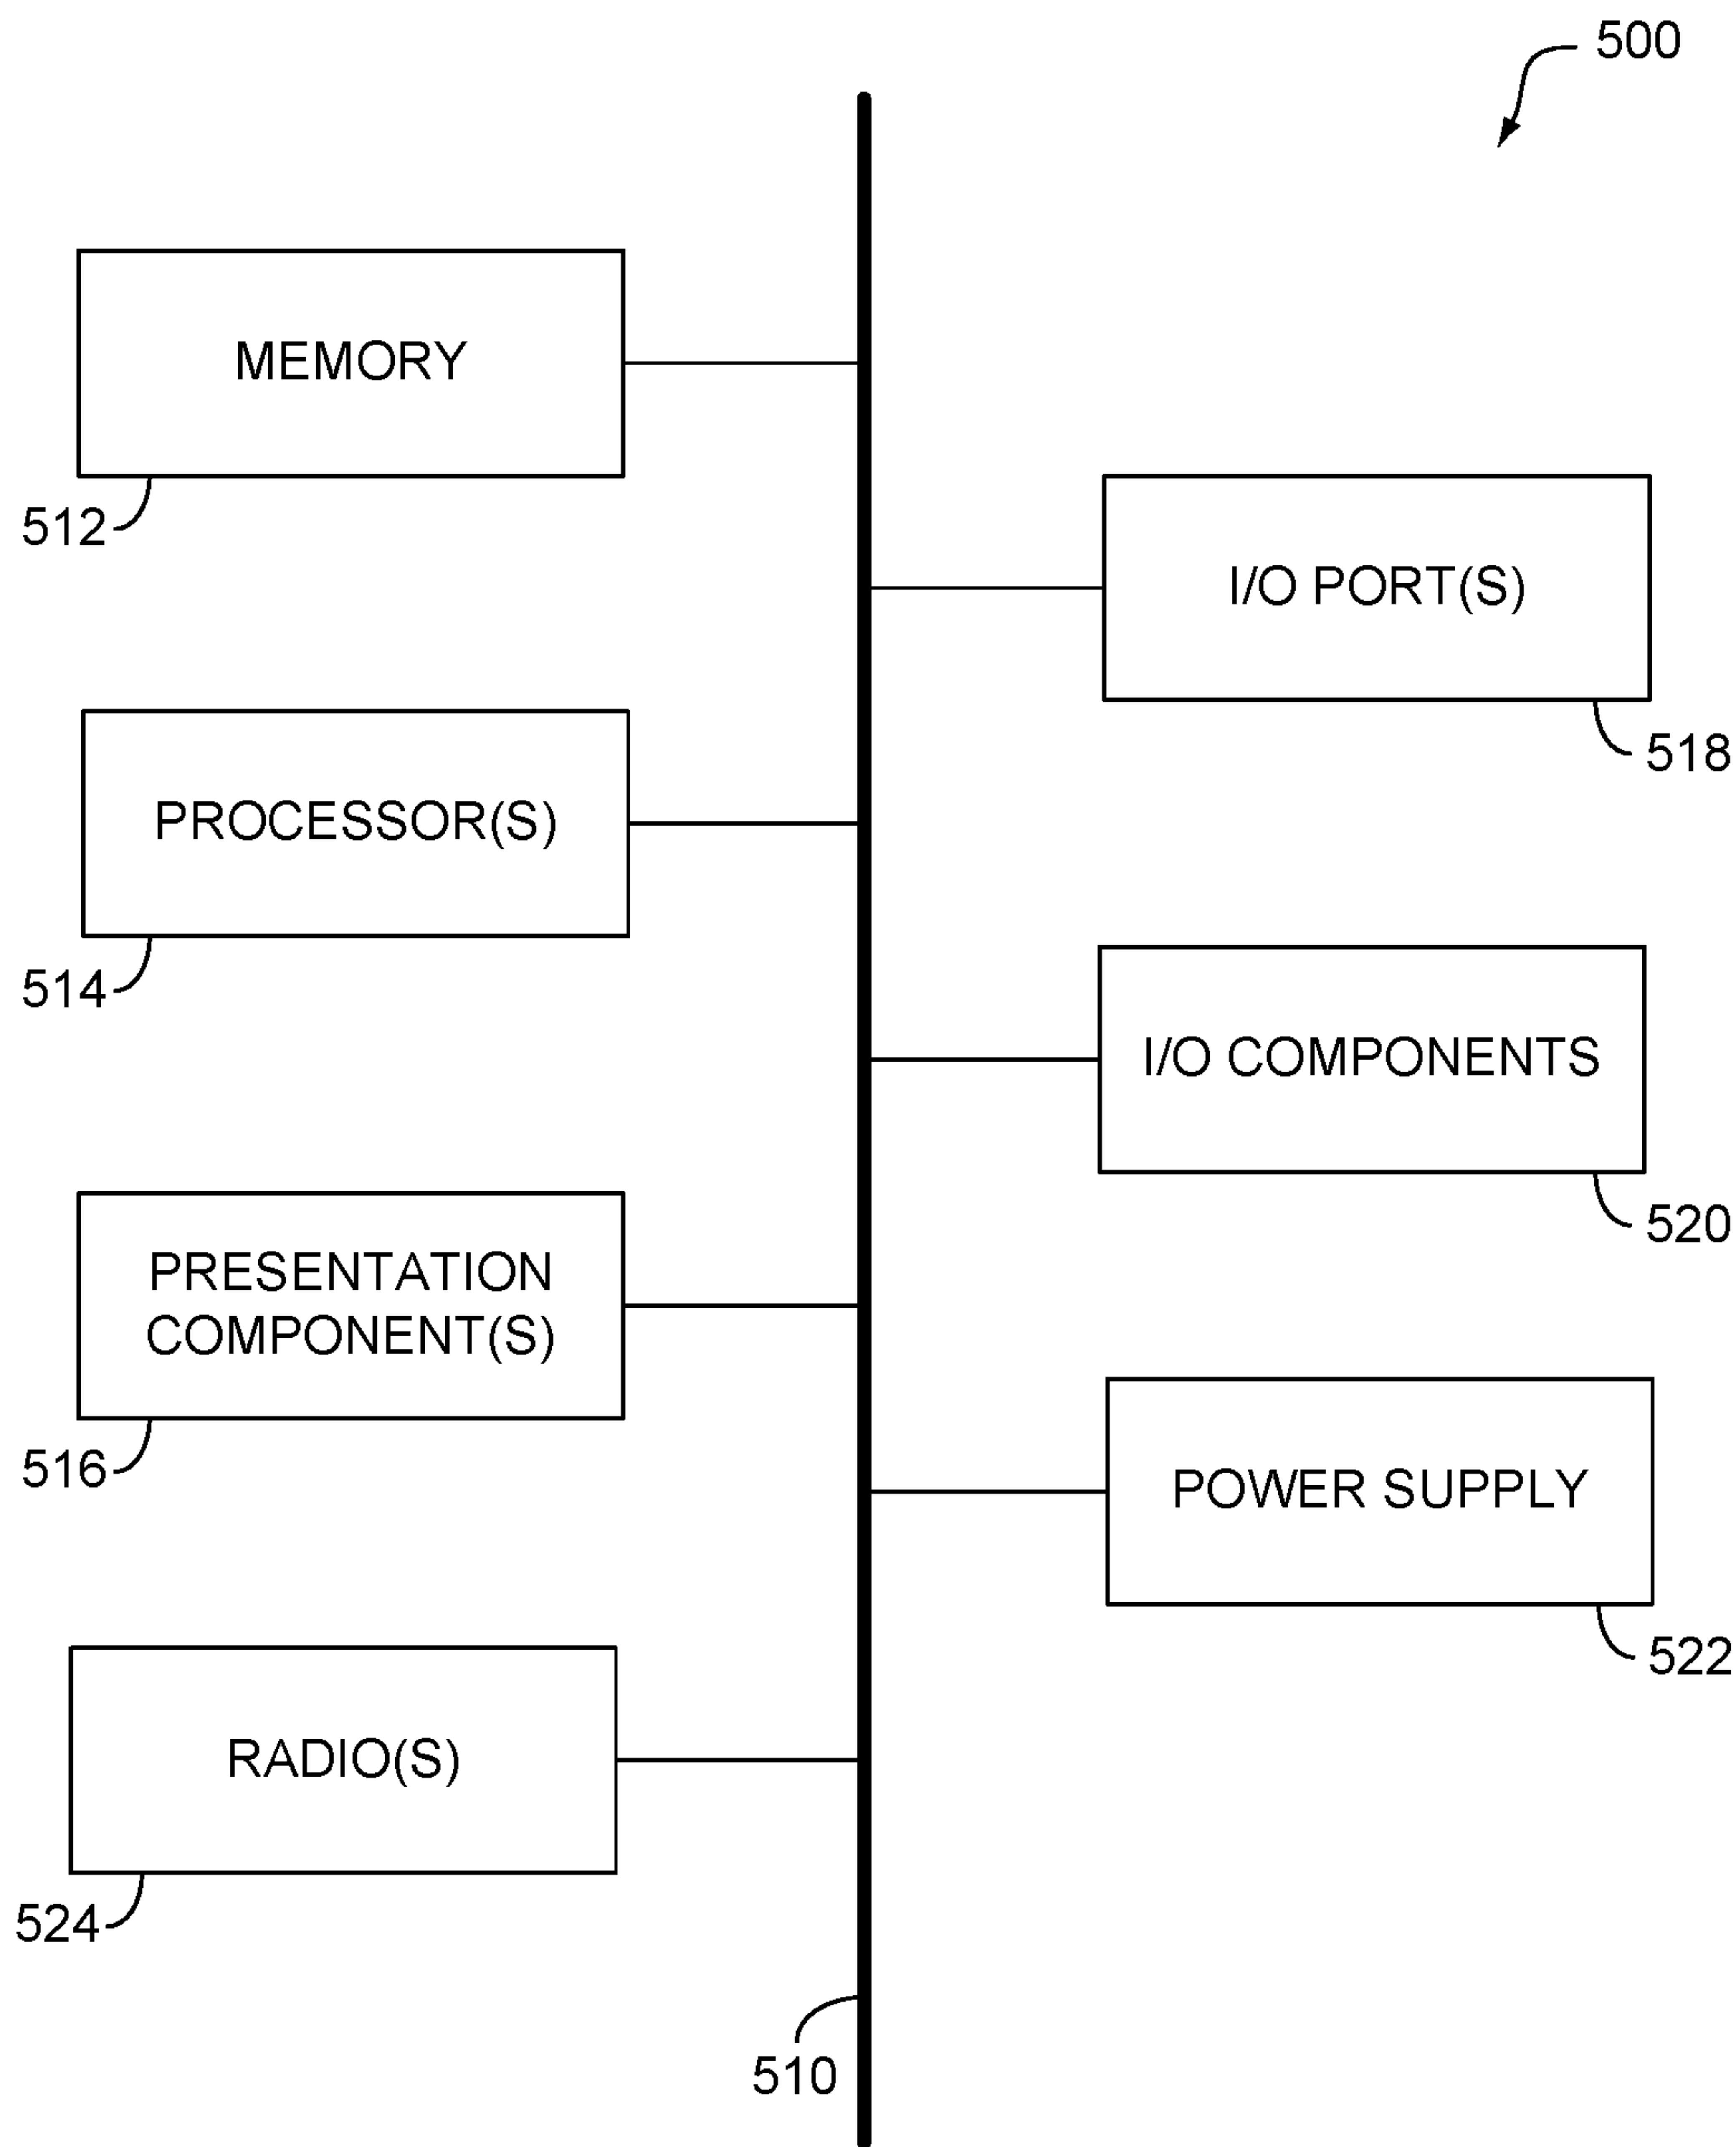 500
MEMORY
512
I/O PORT(S)
518
PROCESSOR(S)
514
I/O COMPONENTS
520
PRESENTATION
COMPONENT(S)
516
POWER SUPPLY
522
RADIO(S)
524
510